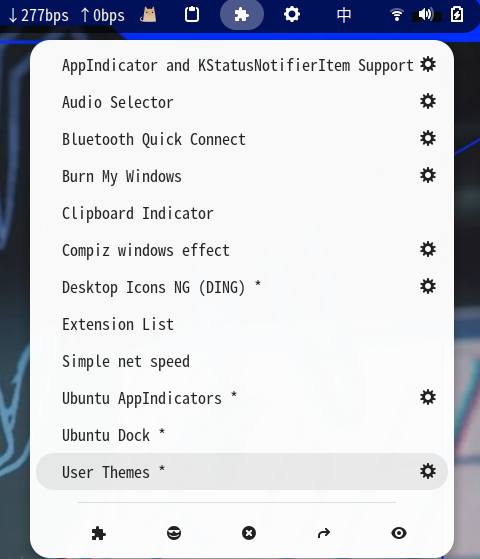 ↓277bps ↑0bps 中
AppIndicator and KStatusNotifierItem Support
Audio Selector
Bluetooth Quick Connect
Burn My Windows
Clipboard Indicator
Compiz windows effect
Desktop Icons NG (DING) *
Extension List
Simple net speed
Ubuntu AppIndicators *
Ubuntu Dock *
User Themes *